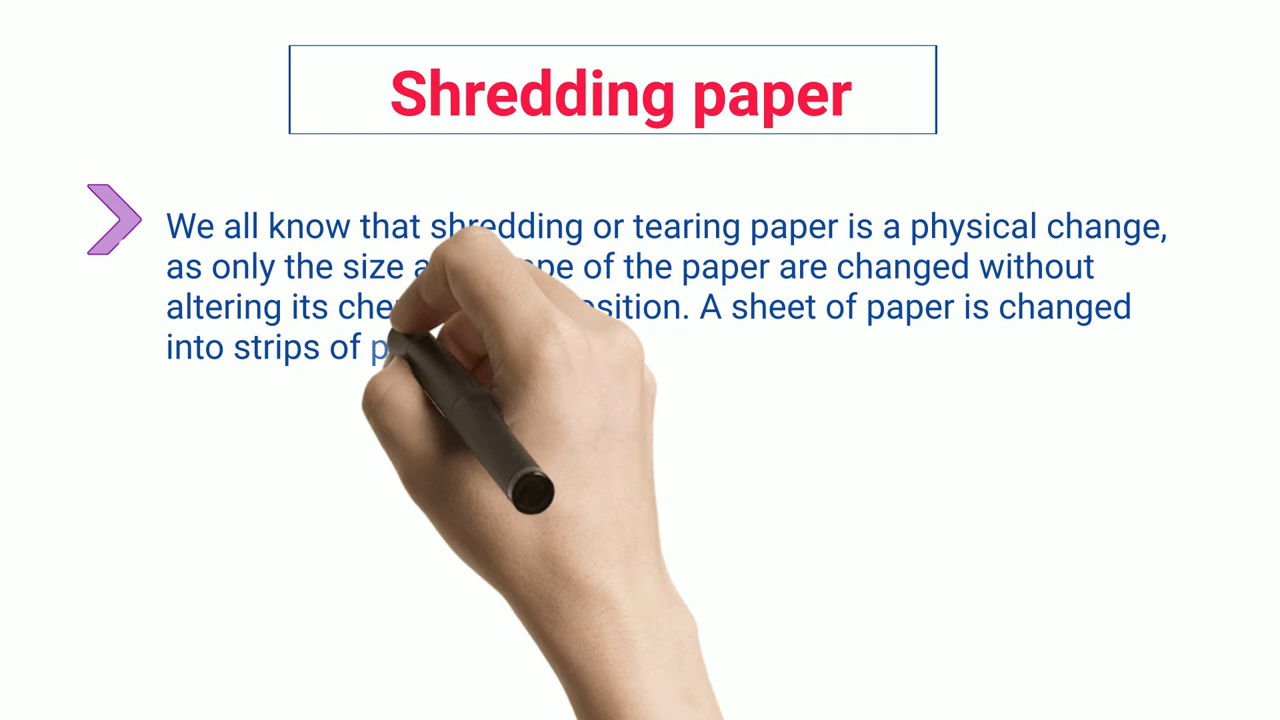 Shredding paper
We all know that shredding or tearing paper is a physical change,
as only the size of the paper are changed without
altering its sition. A sheet of paper is changed
into strips of